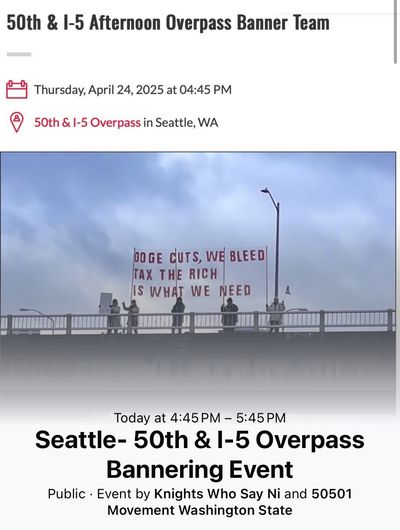 50th & I-5 Afternoon Overpass Banner Team
Thursday, April 24, 2025 at 04:45 PM
50th & I-5 Overpass in Seattle, WA
DOGE CUTS, WE BLEED
TAX THE RICH
IS WHAT WE NEED
Today at 4:45 PM – 5:45 PM
Seattle- 50th & I-5 Overpass
Bannering Event
Public · Event by Knights Who Say Ni and 50501
Movement Washington State